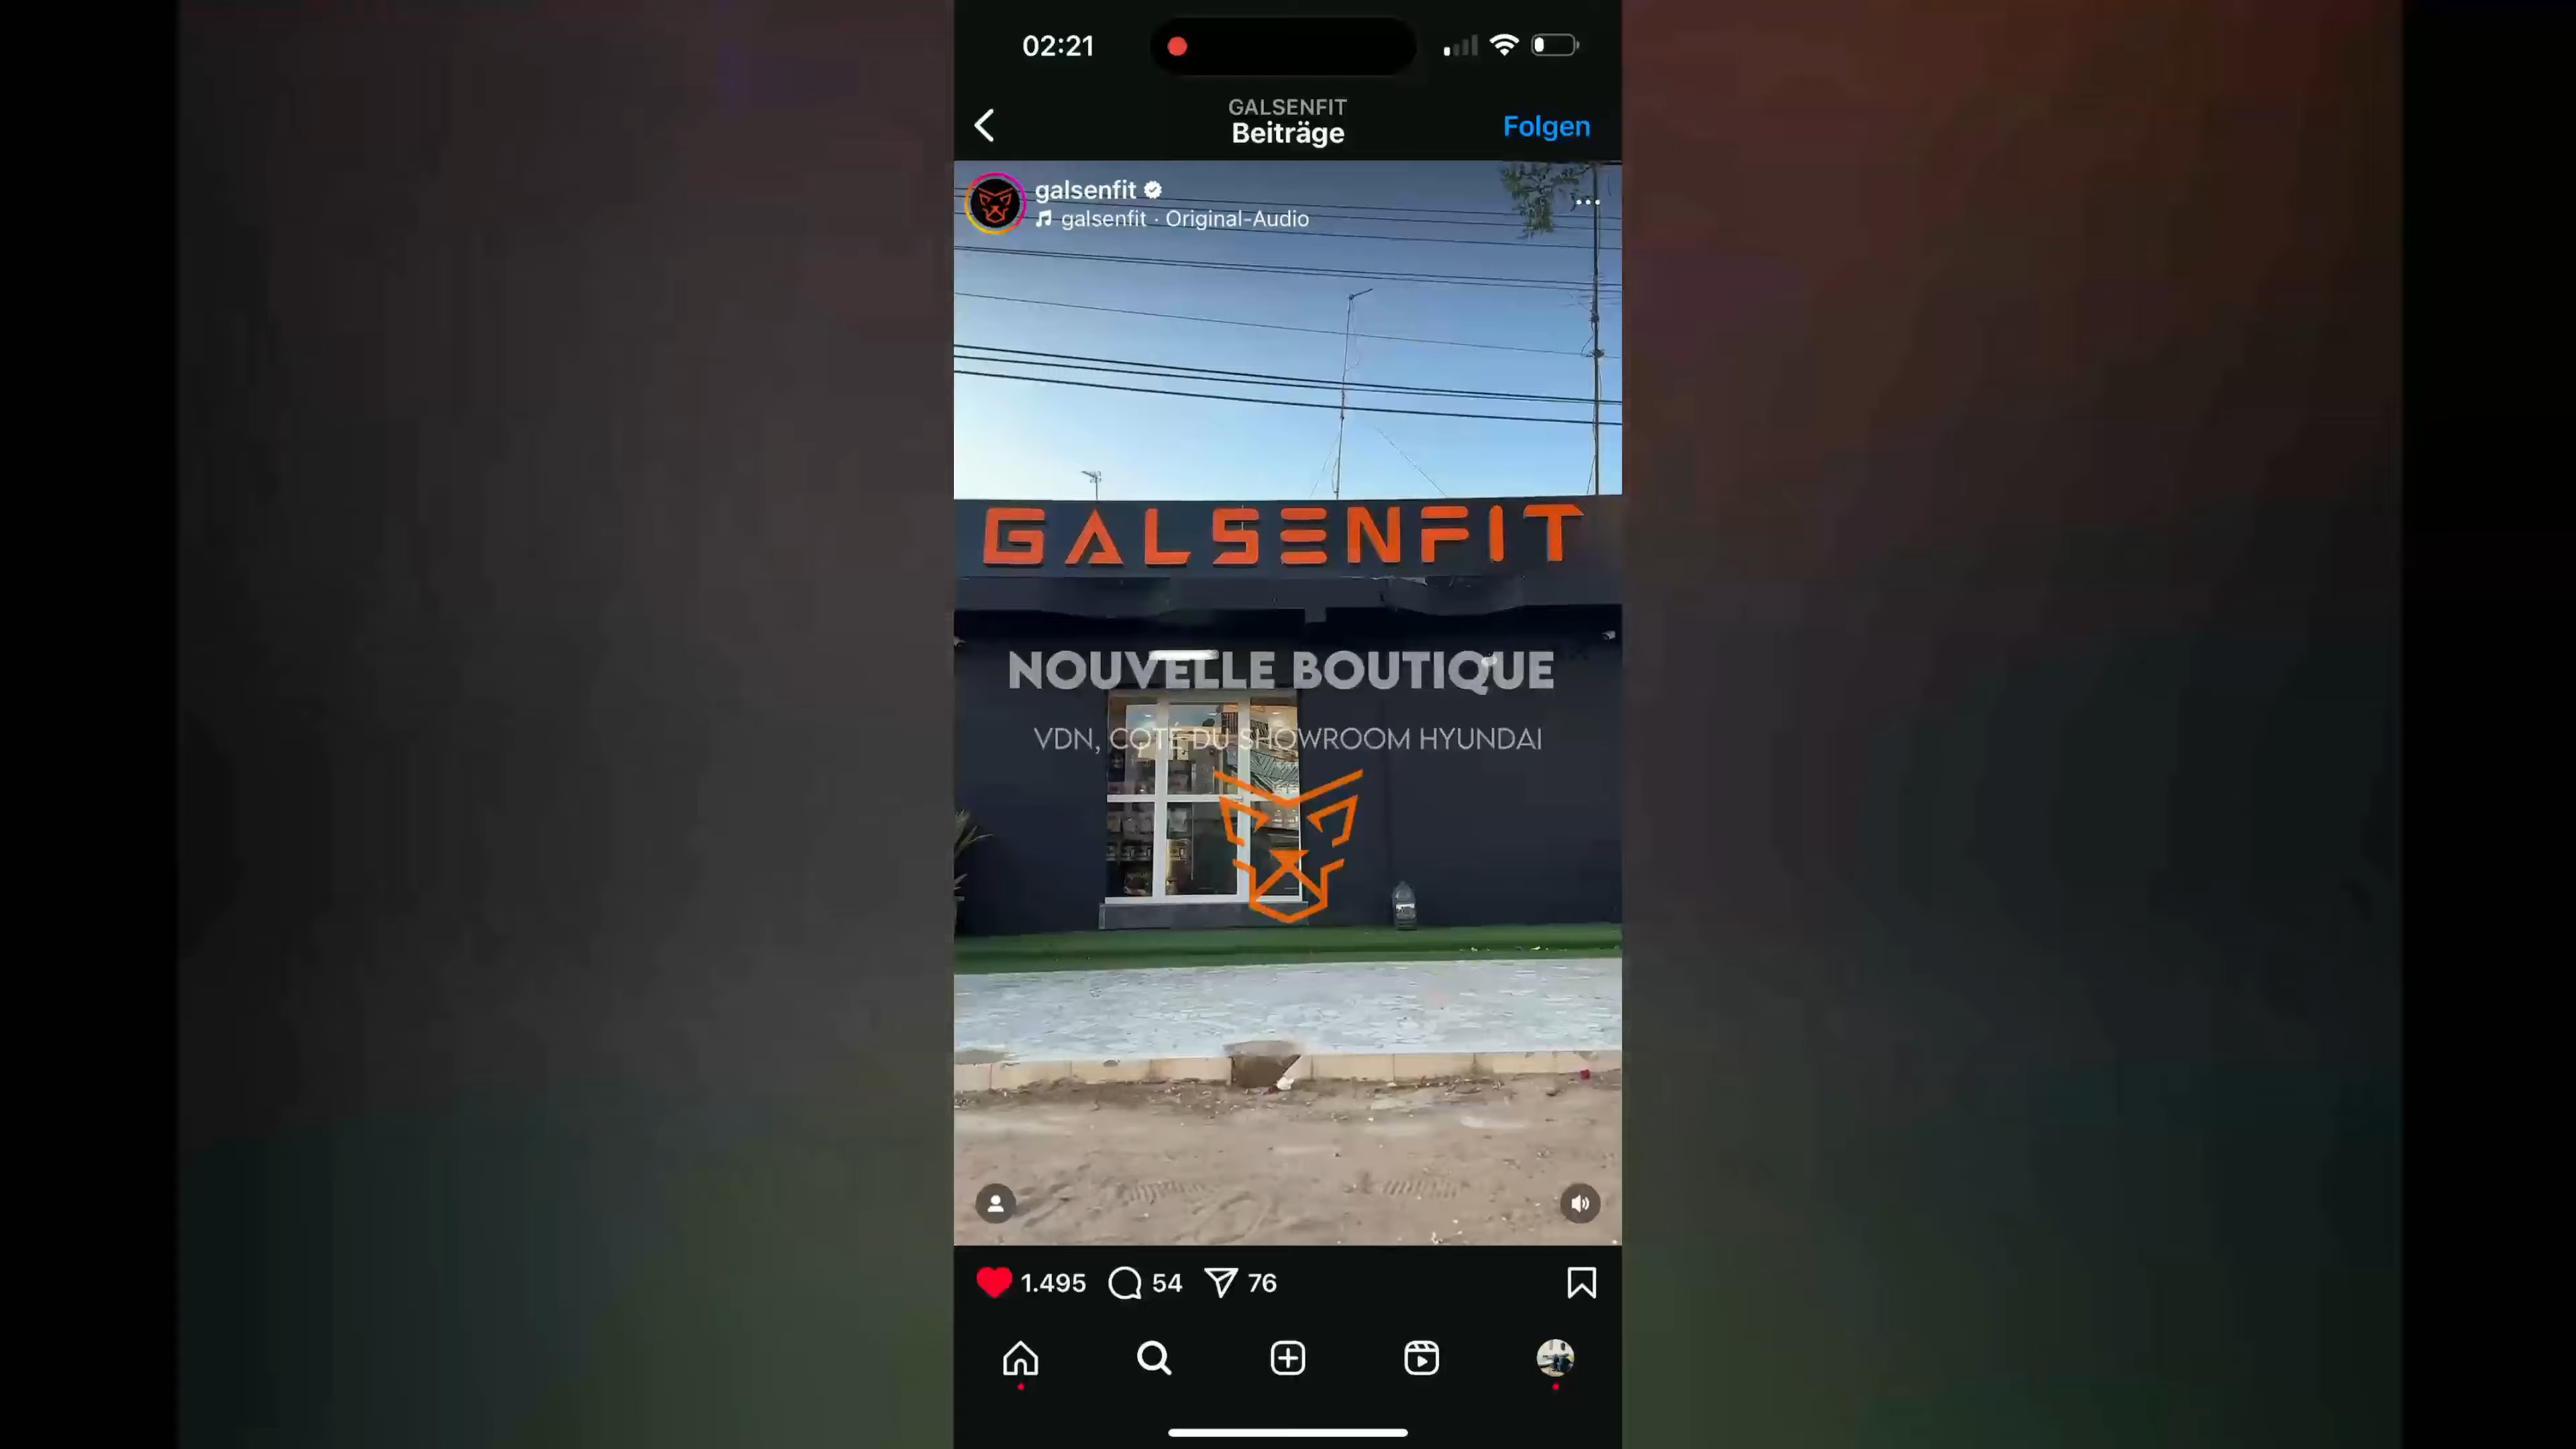 02:21
GALSENFIT
Beiträge
Folgen
galsenfit
galsenfit · Original-Audio
GALSENFIT
NOUVELLE BOUTIQUE
VDN, COTÉ DU SHOWROOM HYUNDAI
1.495 54 76